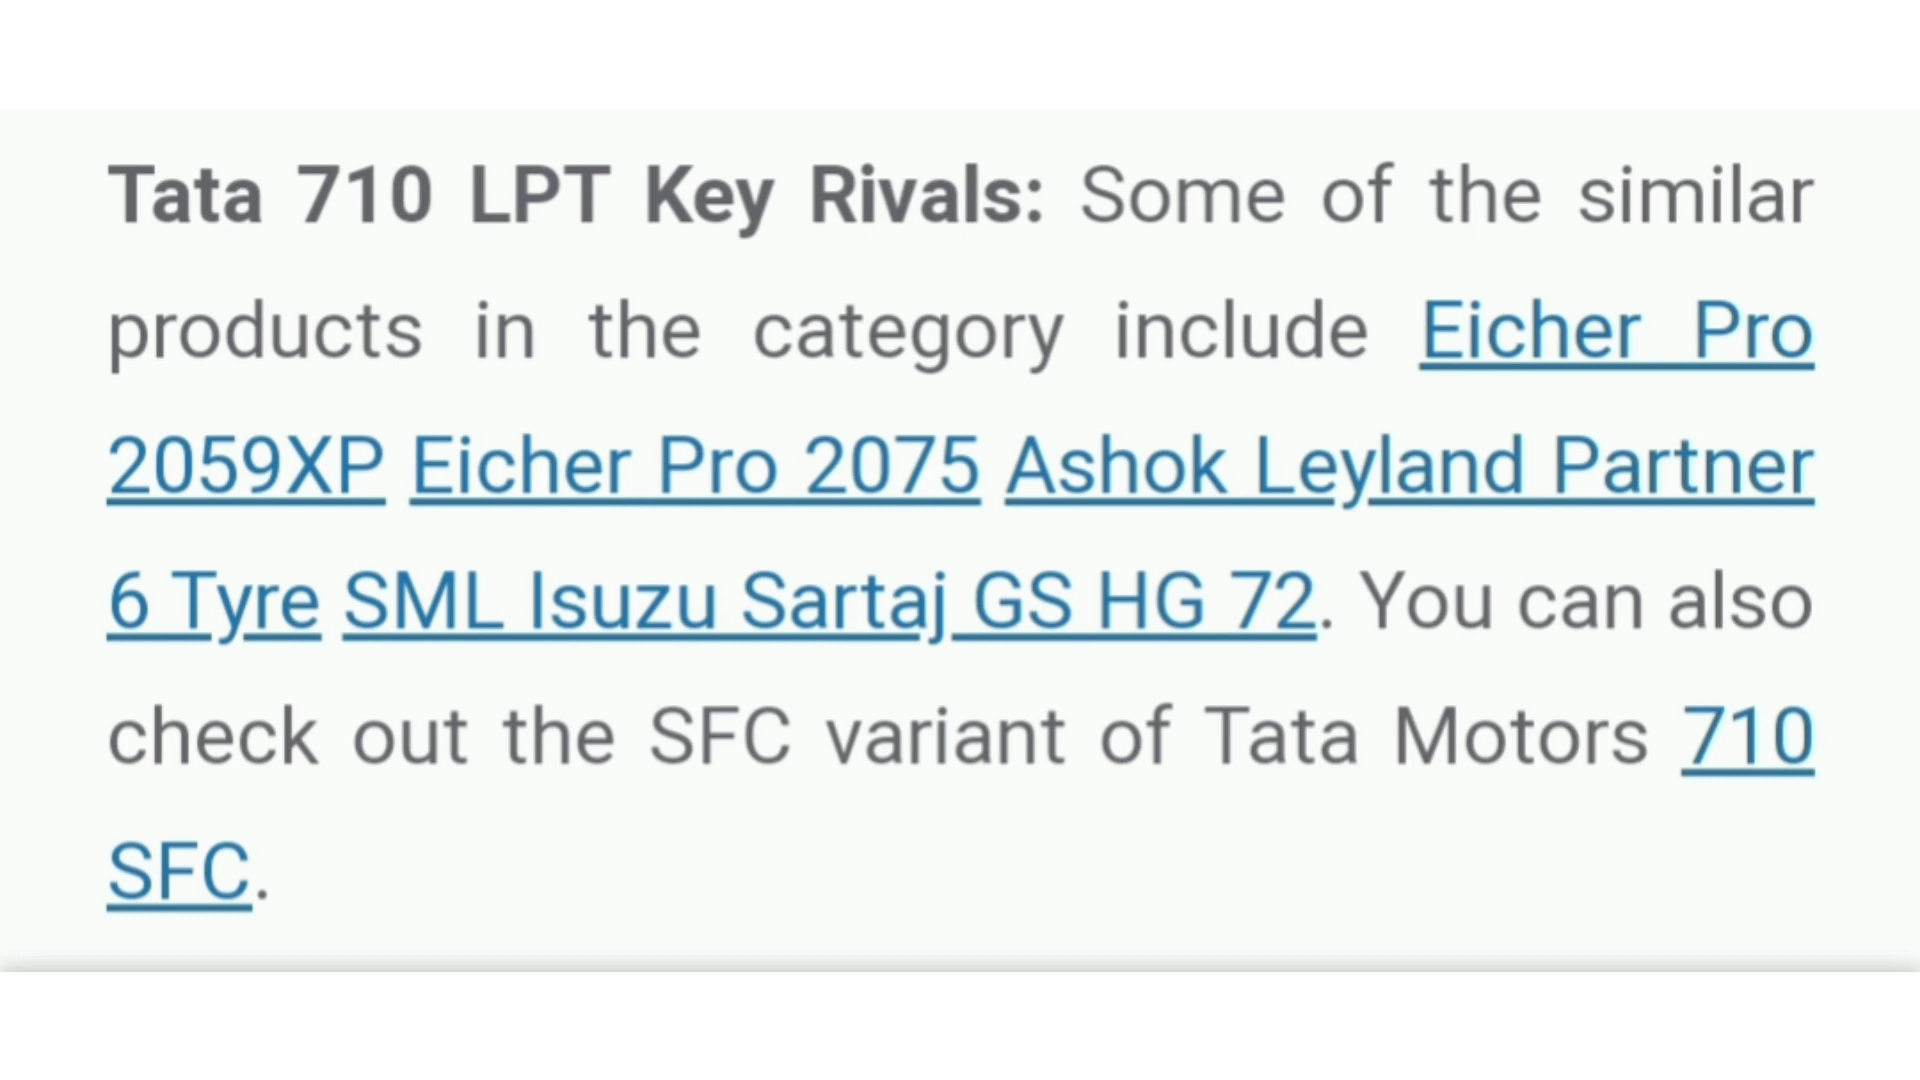 Tata 710 LPT Key Rivals: Some of the similar
products in the category include Eicher Pro
2059XP Eicher Pro 2075 Ashok Leyland Partner
6 Tyre SML Isuzu Sartaj GS HG 72. You can also
check out the SFC variant of Tata Motors 710
SFC.